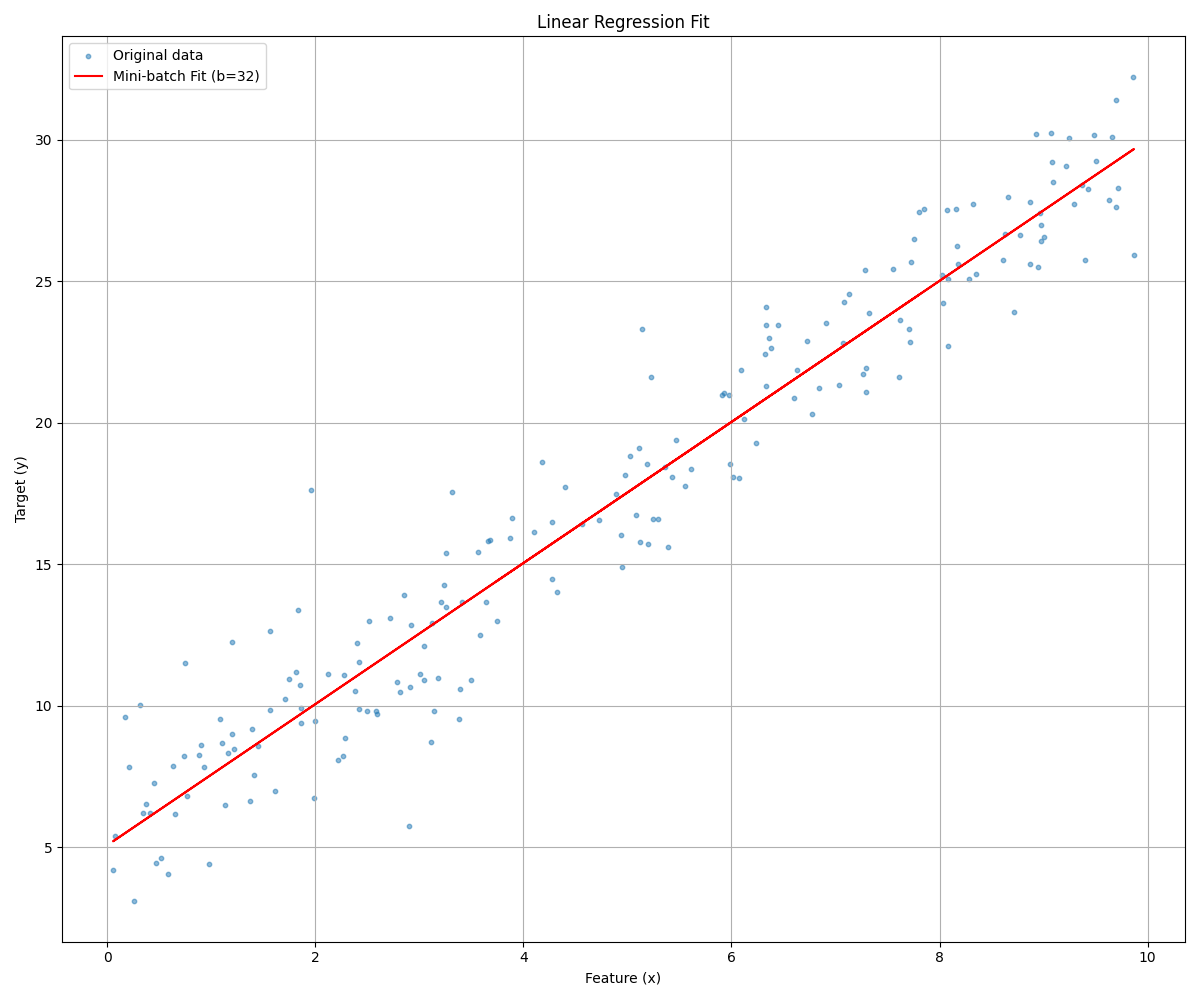 Linear Regression Fit
Original data
Mini-batch Fit (b=32)
Target (y)
30
25
20
15
10
5
0 2 4 6 8 10
Feature (x)